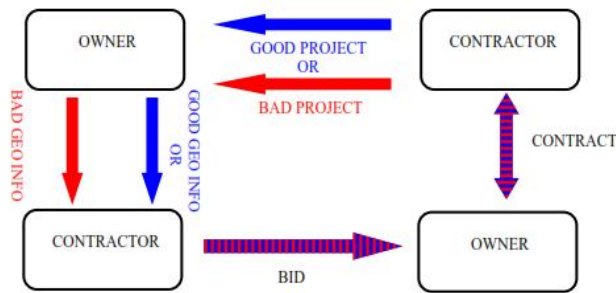 OWNER
GOOD PROJECT
OR
BAD PROJECT
CONTRACTOR
BAD GEO INFO
GOOD GEO INFO
OR
CONTRACT
CONTRACTOR
BID
OWNER